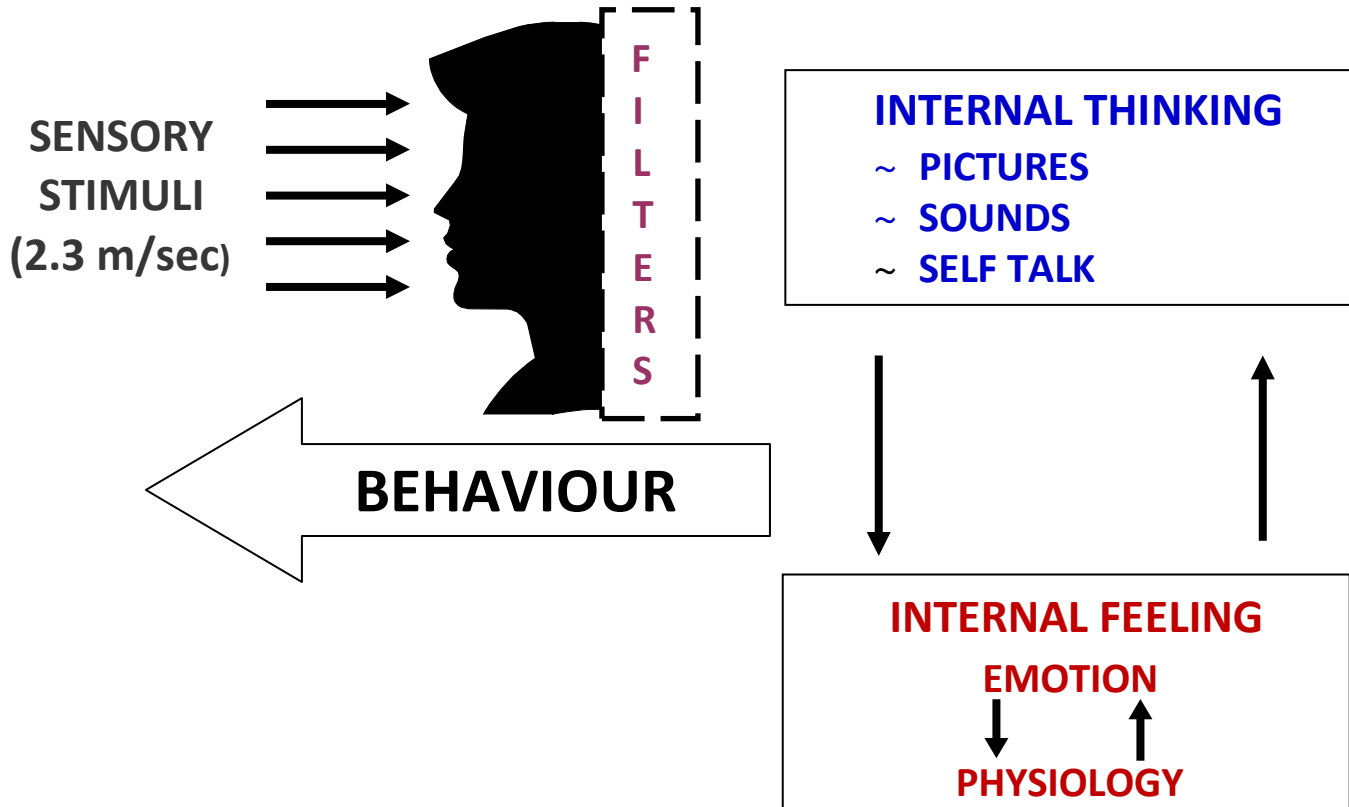 SENSORY
STIMULI
(2.3 m/sec)
F
I
L
T
E
R
S
INTERNAL THINKING
~ PICTURES
~ SOUNDS
~ SELF TALK
BEHAVIOUR
INTERNAL FEELING
EMOTION
PHYSIOLOGY